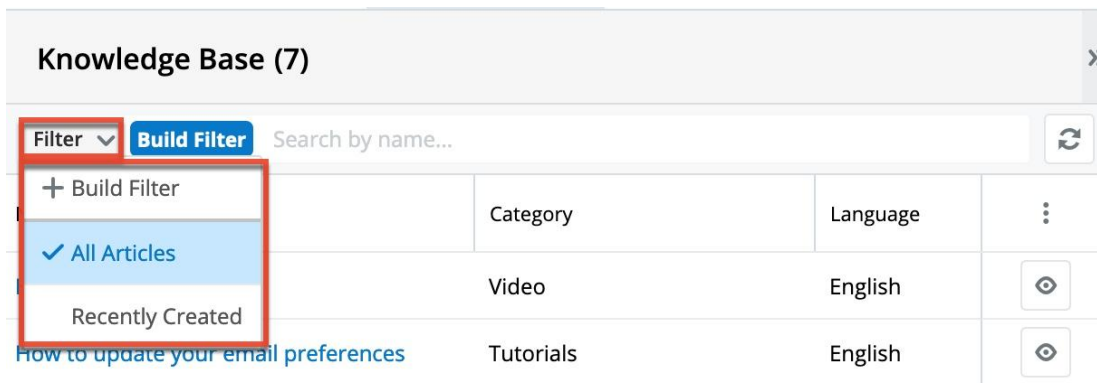 Knowledge Base (7)
Filter Build Filter Search by name...
+ Build Filter
Category Language
All Articles
Video English
Recently Created
How to update your email preferences Tutorials English